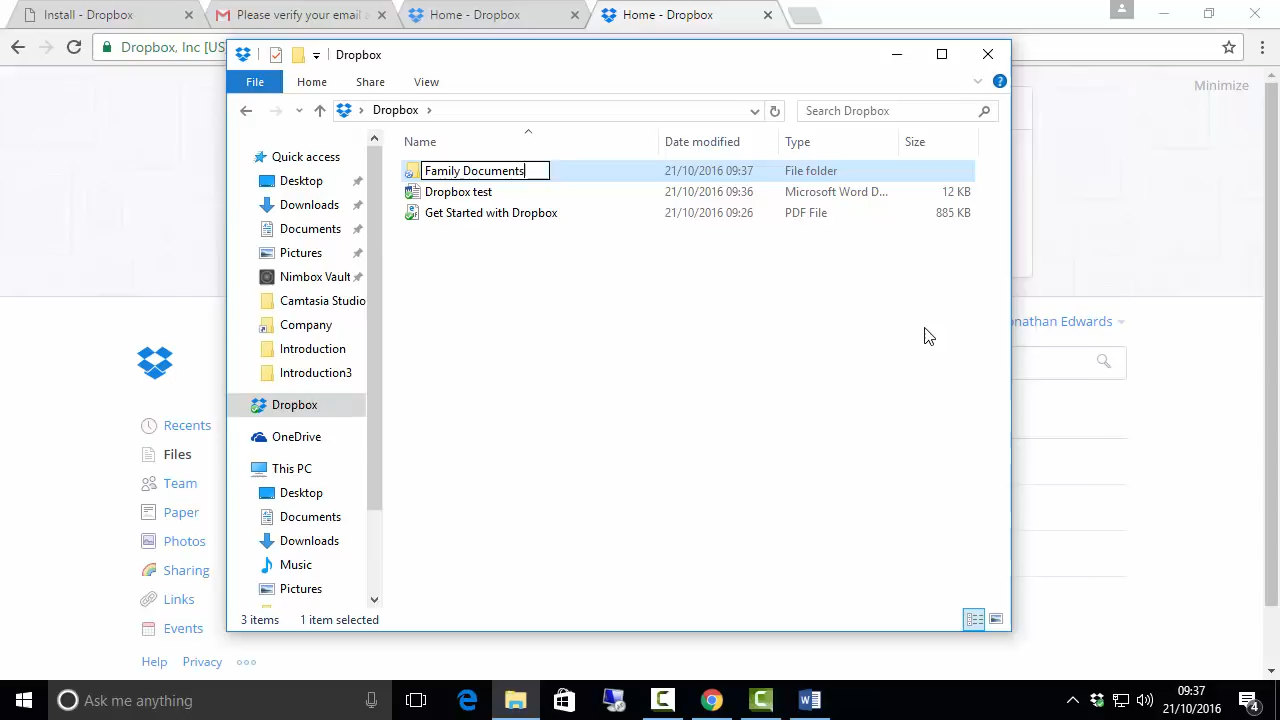 Install - Dropbox
Please verify your email
Home - Dropbox
Home - Dropbox
Dropbox, Inc [US
Minimize
Dropbox
File
Home
Share
View
Dropbox
Search Dropbox
Name
Date modified
Type
Size
Quick access
Desktop
Downloads
Documents
Pictures
Nimbox Vault
Camtasia Studio
Company
Introduction
Introduction3
Dropbox
OneDrive
This PC
Desktop
Documents
Downloads
Music
Pictures
Family Documents 21/10/2016 09:37 File folder
Dropbox test 21/10/2016 09:36 Microsoft Word D... 12 KB
Get Started with Dropbox 21/10/2016 09:26 PDF File 885 KB
3 items 1 item selected
onathan Edwards
Recents
Files
Team
Paper
Photos
Sharing
Links
Events
Help Privacy
Ask me anything
09:37
21/10/2016
4